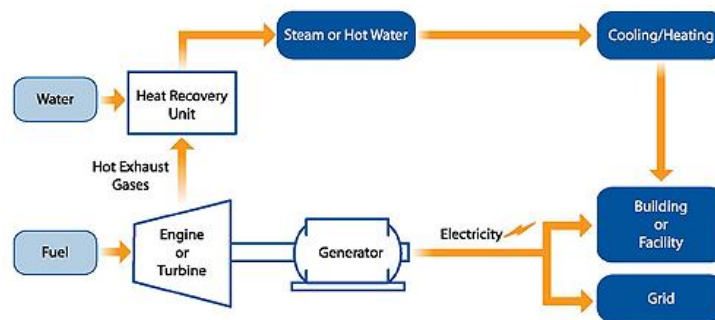 Steam or Hot Water
Cooling/Heating
Water
Heat Recovery
Unit
Hot Exhaust
Gases
Building
or
Facility
Fuel
Engine
or
Turbine
Generator
Electricity
Grid